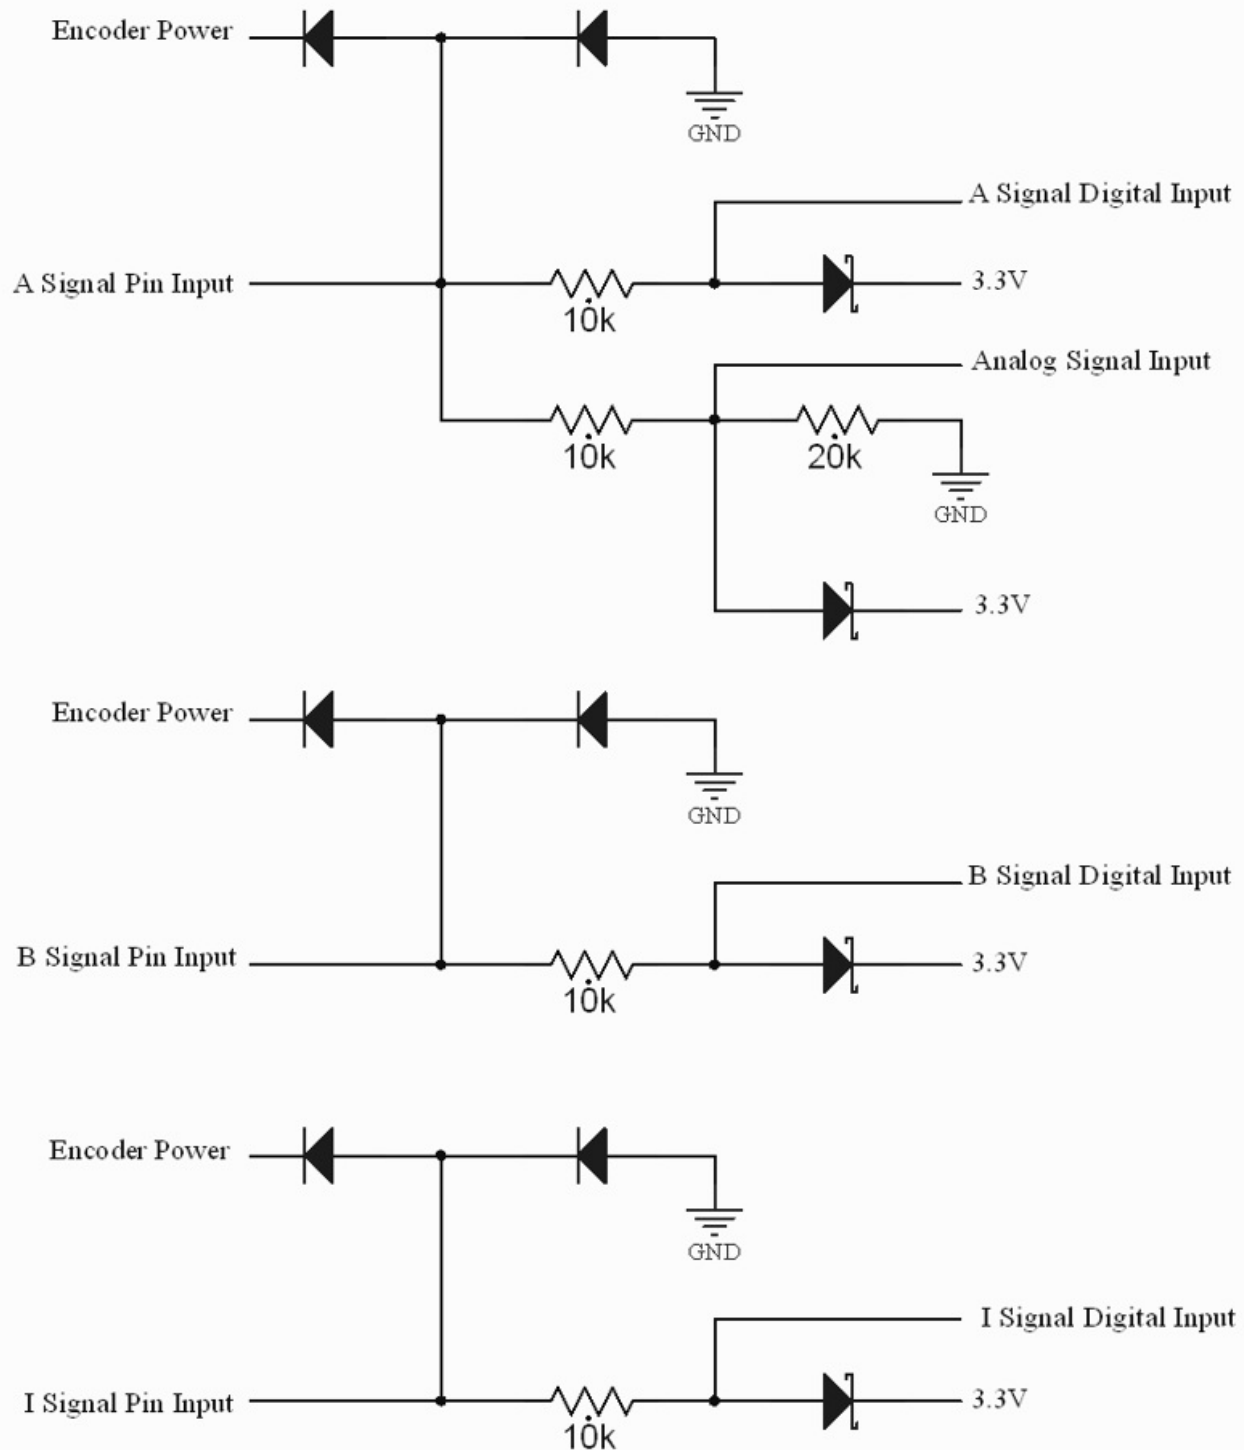 Encoder Power
GND
A Signal Digital Input
A Signal Pin Input
3.3V
10k
Analog Signal Input
10k
20k
GND
3.3V
Encoder Power
GND
B Signal Digital Input
B Signal Pin Input
3.3V
10k
Encoder Power
GND
I Signal Digital Input
I Signal Pin Input
3.3V
10k